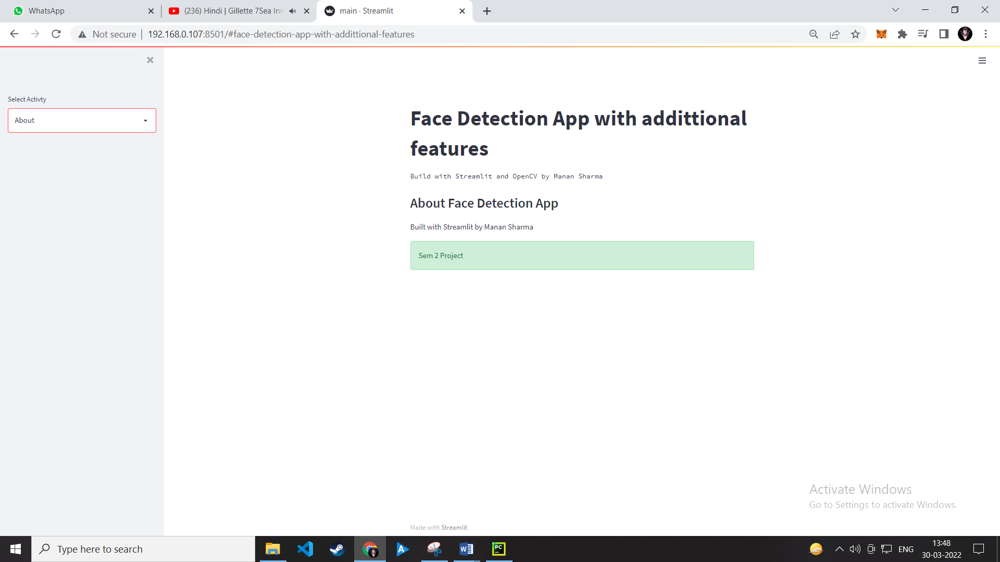 WhatsApp
(236) Hindi | Gillette 7Sea Inv
main · Streamlit
Not secure
192.168.0.107:8501/#face-detection-app-with-addittional-features
Select Activty
About
Face Detection App with addittional
features
Build with Streamlit and OpenCV by Manan Sharma
About Face Detection App
Built with Streamlit by Manan Sharma
Sem 2 Project
Activate Windows
Go to Settings to activate Windows.
Made with Streamlit
Type here to search
PC
ENG
13:48
30-03-2022